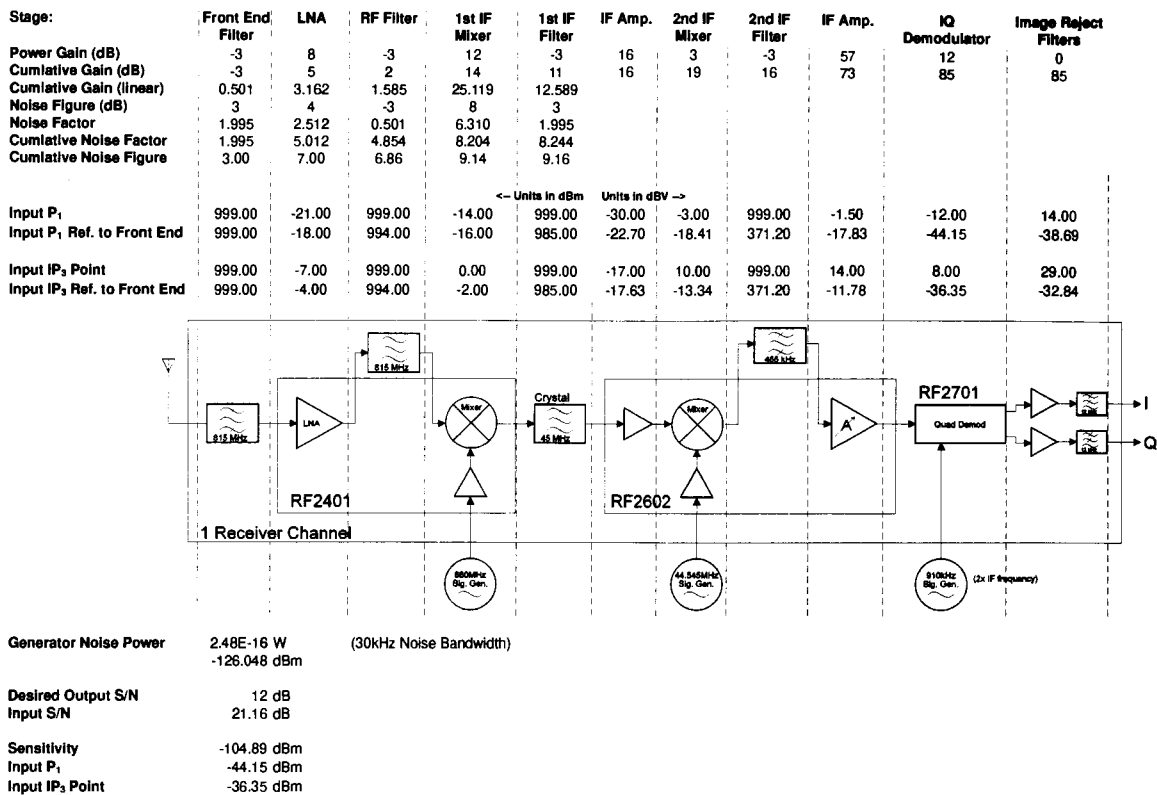 Stage: Front End Filter LNA RF Filter 1st IF Mixer 1st IF Filter IF Amp. 2nd IF Mixer 2nd IF Filter IF Amp. IQ Demodulator Image Reject Filters
Power Gain (dB) -3 8 -3 12 -3 16 3 -3 57 12 0
Cumlative Gain (dB) -3 5 2 14 11 16 19 16 73 85 85
Cumlative Gain (linear) 0.501 3.162 1.585 25.119 12.589
Noise Figure (dB) 3 4 -3 8 3
Noise Factor 1.995 2.512 0.501 6.310 1.995
Cumlative Noise Factor 1.995 5.012 4.854 8.204 8.244
Cumlative Noise Figure 3.00 7.00 6.86 9.14 9.16
<-- Units in dBm Units in dBV -->
Input P₁ 999.00 -21.00 999.00 -14.00 999.00 -30.00 -3.00 999.00 -1.50 -12.00 14.00
Input P₁ Ref. to Front End 999.00 -18.00 994.00 -16.00 985.00 -22.70 -18.41 371.20 -17.83 -44.15 -38.69
Input IP₃ Point 999.00 -7.00 999.00 0.00 999.00 -17.00 10.00 999.00 14.00 8.00 29.00
Input IP₃ Ref. to Front End 999.00 -4.00 994.00 -2.00 985.00 -17.63 -13.34 371.20 -11.78 -36.35 -32.84
815 MHz
455 kHz
Crystal
RF2701
815 MHz
LNA
Mixer
45 MHz
Mixer
Quad Demod
I
Q
RF2401
RF2602
1 Receiver Channel
860MHz
Sig. Gen.
44.545MHz
Sig. Gen.
910kHz
Sig. Gen.
(2x IF frequency)
Generator Noise Power 2.48E-16 W (30kHz Noise Bandwidth)
-126.048 dBm
Desired Output S/N 12 dB
Input S/N 21.16 dB
Sensitivity -104.89 dBm
Input P₁ -44.15 dBm
Input IP₃ Point -36.35 dBm